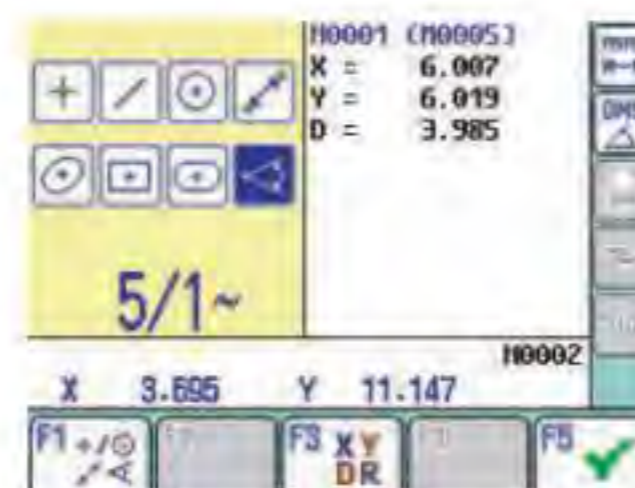 M0001 (M0005)
X = 6.007
Y = 6.019
D = 3.985
5/1~
M0002
X 3.695 Y 11.147
F1 F3 X Y F5
D R